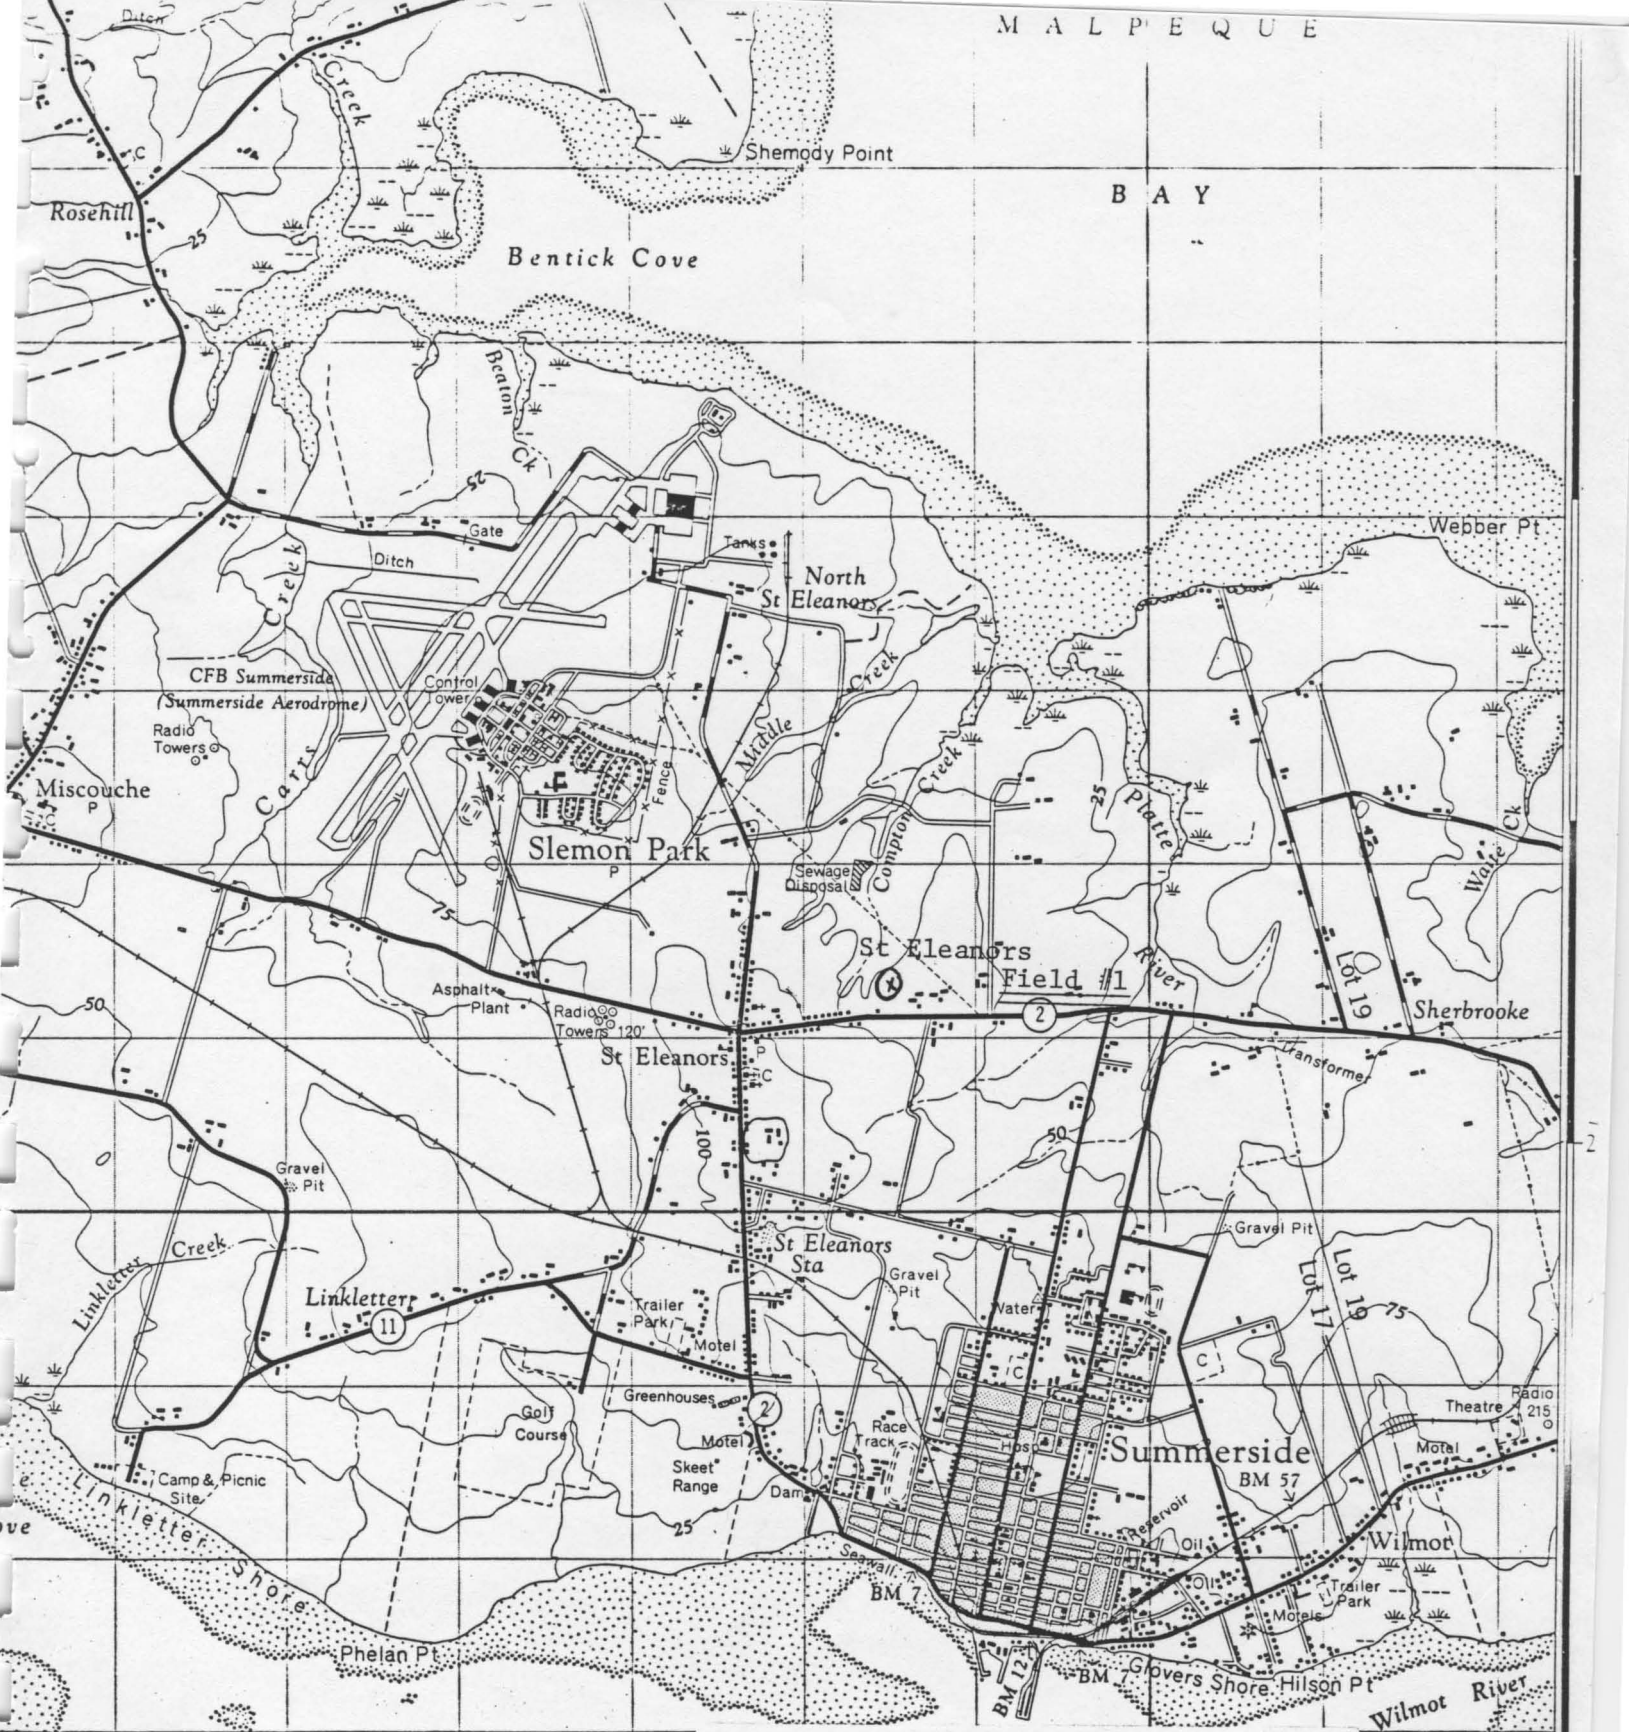 Ditch
MALPEQUE
Creek
C
Shemody Point
Rosehill
BAY
25
Bentick Cove
Beaton
Ck
25
Gate
Webber Pt
Tanks
Ditch
North
St Eleanors
Creek
CFB Summerside
(Summerside Aerodrome)
Control
Tower
Creek
Radio
Towers
Middle
Carrs
Creek
Fence
Miscouche
P
25
Platte
Compton
Ck
Slemon Park
P
Sewage
Disposal
Waite
75
St Eleanors
River
Field #1
Lot 19
Asphalt
Plant
50
Radio
Towers 120'
2
Sherbrooke
St Eleanors
P
C
Transformer
100
50
2
Gravel
Pit
Creek
Linkletter
Gravel Pit
St Eleanors
Sta
Gravel
Pit
Lot 19
Lot 17
Linkletter
11
Trailer
Park
Water
75
Motel
C
C
Greenhouses
2
Golf
Course
Race
Track
Theatre
Radio
215
Motel
Hosp
Summerside
Motel
Skeet
Range
BM 57
Camp & Picnic
Site
Dam
Linkletter Shore
25
Reservoir
Oil
Wilmot
Seawall
BM 7
Oil
Trailer
Park
Motels
Phelan Pt
BM 12
BM
Glovers Shore
Hilson Pt
Wilmot River